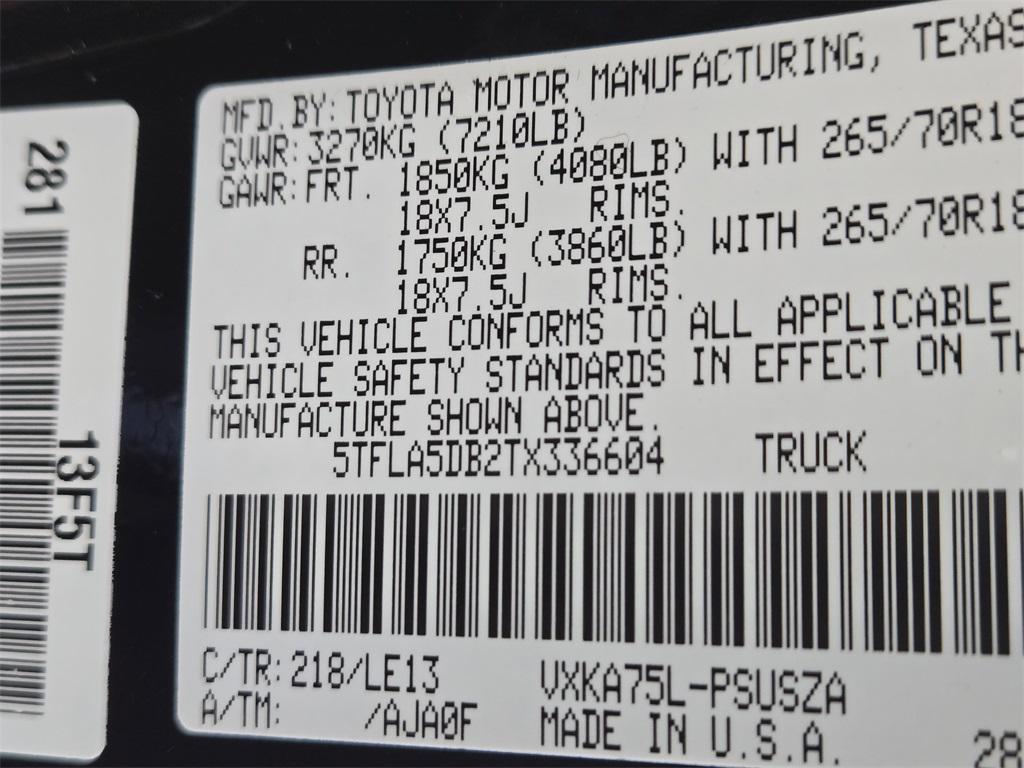 MFD.BY:TOYOTA MOTOR MANUFACTURING, TEXAS
GVWR:3270KG (7210LB)
GAWR:FRT. 1850KG (4080LB) WITH 265/70R18
18X7.5J RIMS.
RR. 1750KG (3860LB) WITH 265/70R18
18X7.5J RIMS.
THIS VEHICLE CONFORMS TO ALL APPLICABLE
VEHICLE SAFETY STANDARDS IN EFFECT ON TH
MANUFACTURE SHOWN ABOVE.
5TFLA5DB2TX336604 TRUCK
C/TR:218/LE13 VXKA75L-PSUSZA
A/TM: /AJA0F MADE IN U.S.A. 28
281
13F5T